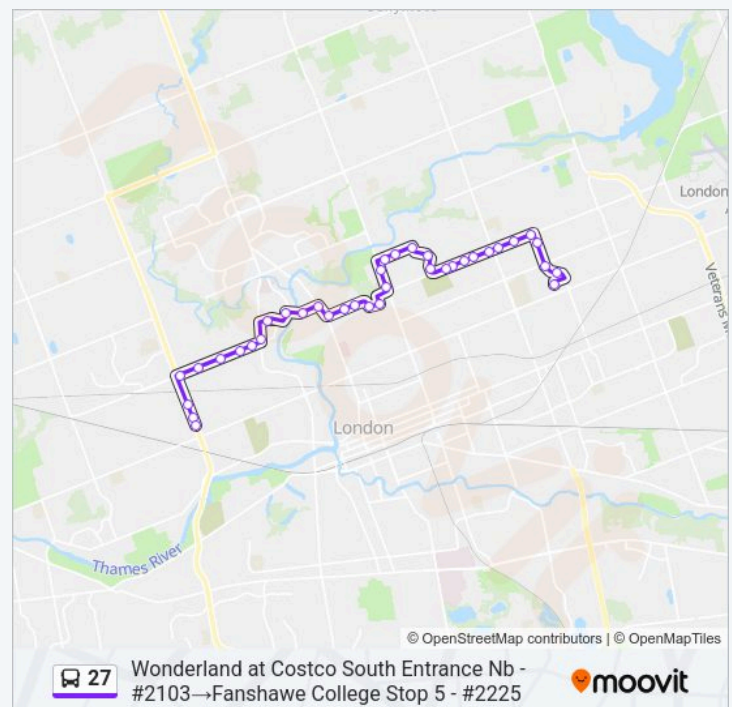 London
Veterans M
London
Thames River
© OpenStreetMap contributors | © OpenMapTiles
27
Wonderland at Costco South Entrance Nb -
#2103→Fanshawe College Stop 5 - #2225
moovit